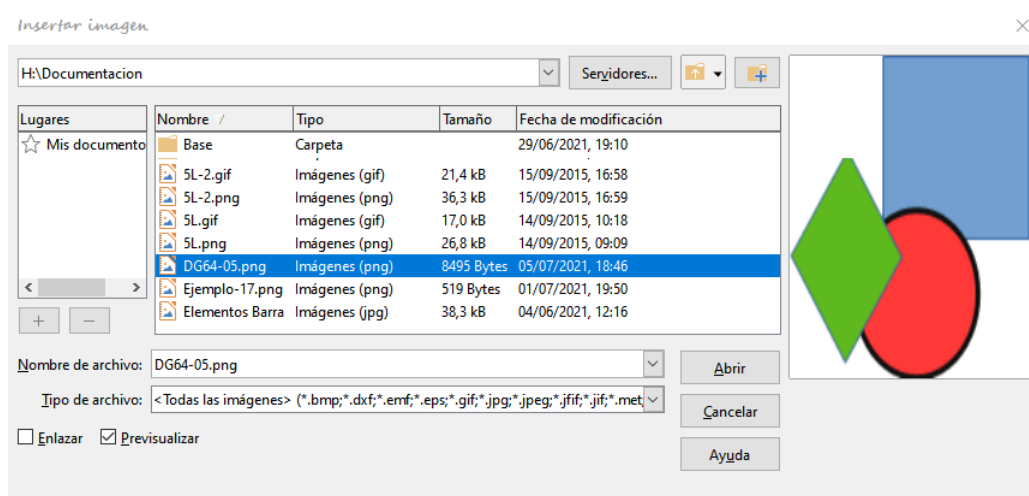 Insertar imagen
H:\Documentacion
Servidores...
Lugares
Mis documento
Nombre Tipo Tamaño Fecha de modificación
Base Carpeta 29/06/2021, 19:10
5L-2.gif Imágenes (gif) 21,4 kB 15/09/2015, 16:58
5L-2.png Imágenes (png) 36,3 kB 15/09/2015, 16:59
5L.gif Imágenes (gif) 17,0 kB 14/09/2015, 10:18
5L.png Imágenes (png) 26,8 kB 14/09/2015, 09:09
DG64-05.png Imágenes (png) 8495 Bytes 05/07/2021, 18:46
Ejemplo-17.png Imágenes (png) 519 Bytes 01/07/2021, 19:50
Elementos Barra Imágenes (jpg) 38,3 kB 04/06/2021, 12:16
Nombre de archivo: DG64-05.png
Abrir
Tipo de archivo: <Todas las imágenes> (*.bmp;*.dxf;*.emf;*.eps;*.gif;*.jpg;*.jpeg;*.jfif;*.jif;*.met;
Cancelar
Enlazar Previsualizar
Ayuda